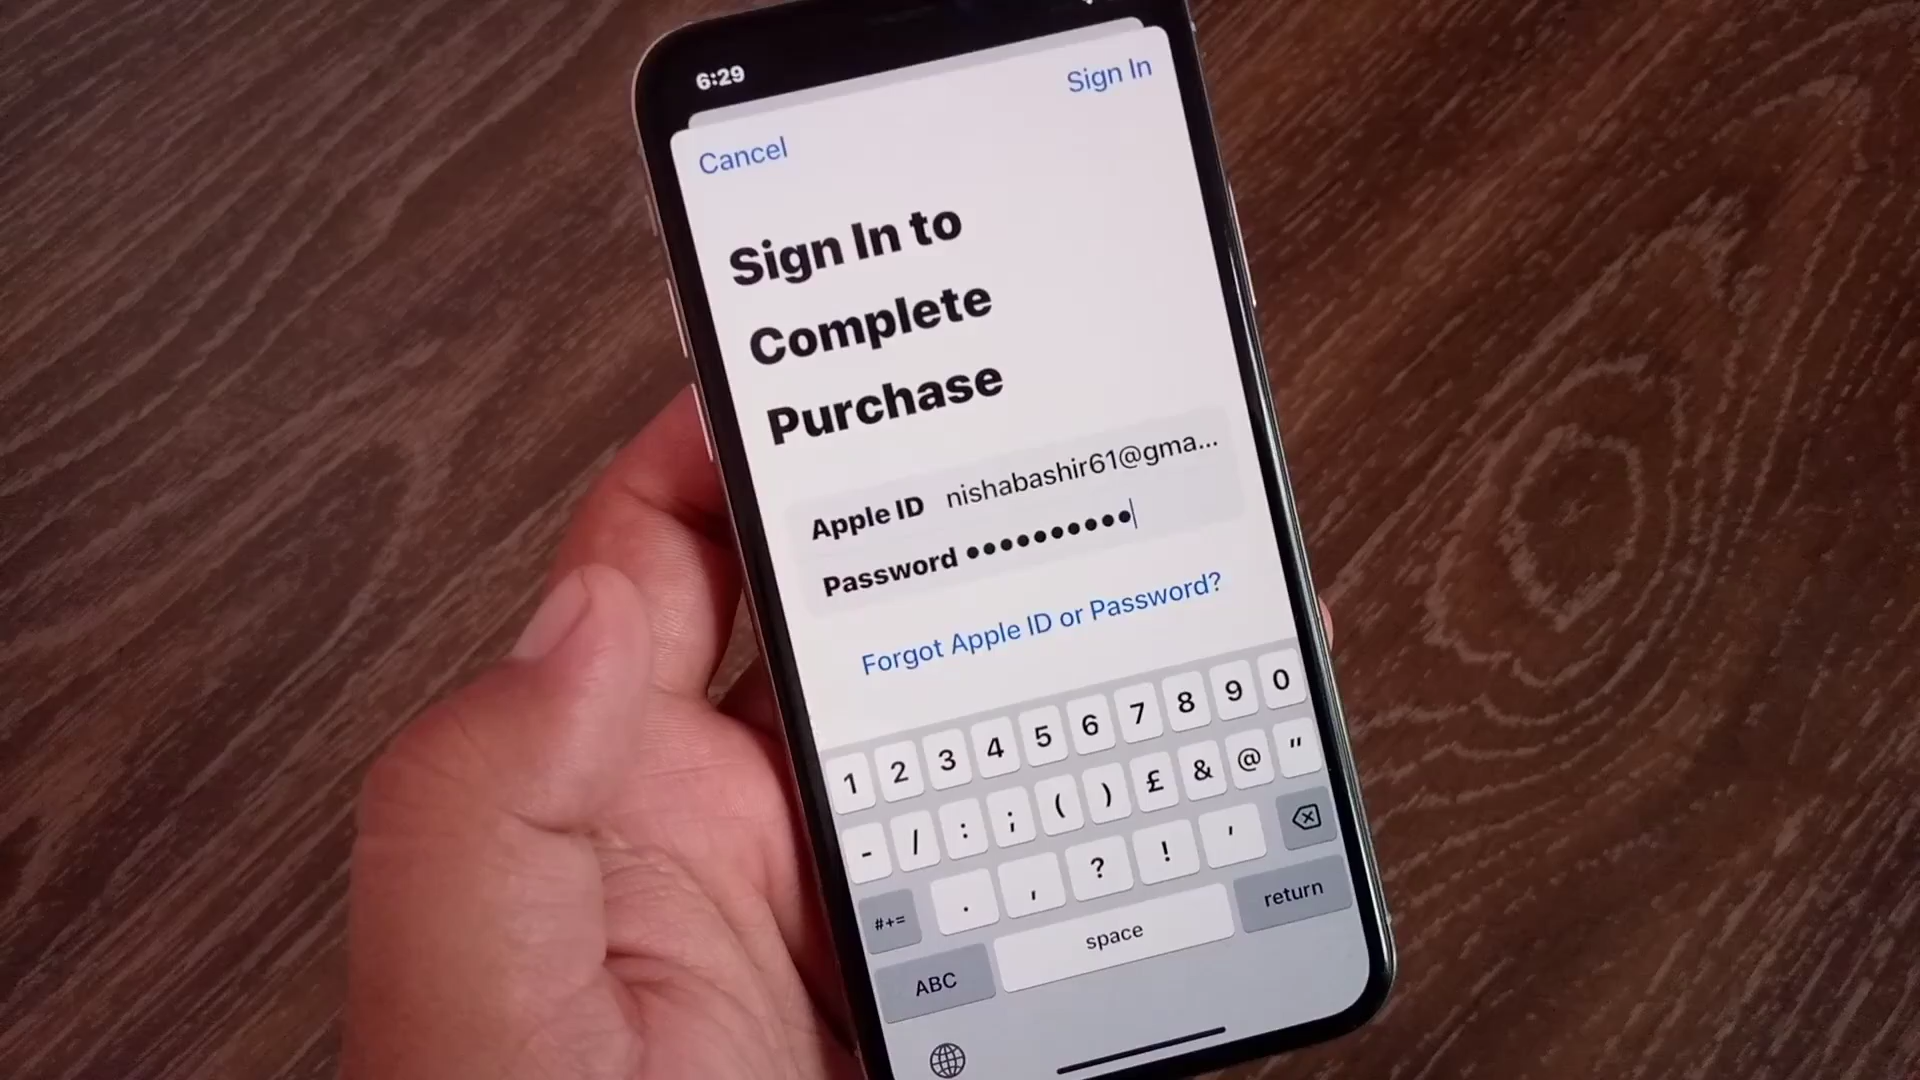 6:29
Sign In
Cancel
Sign In to
Complete
Purchase
Apple ID nishabashir61@gma...
Password ••••••••••
Forgot Apple ID or Password?
1 2 3 4 5 6 7 8 9 0
- / : ; ( ) £ & @ "
#+= . , ? ! '
ABC space return